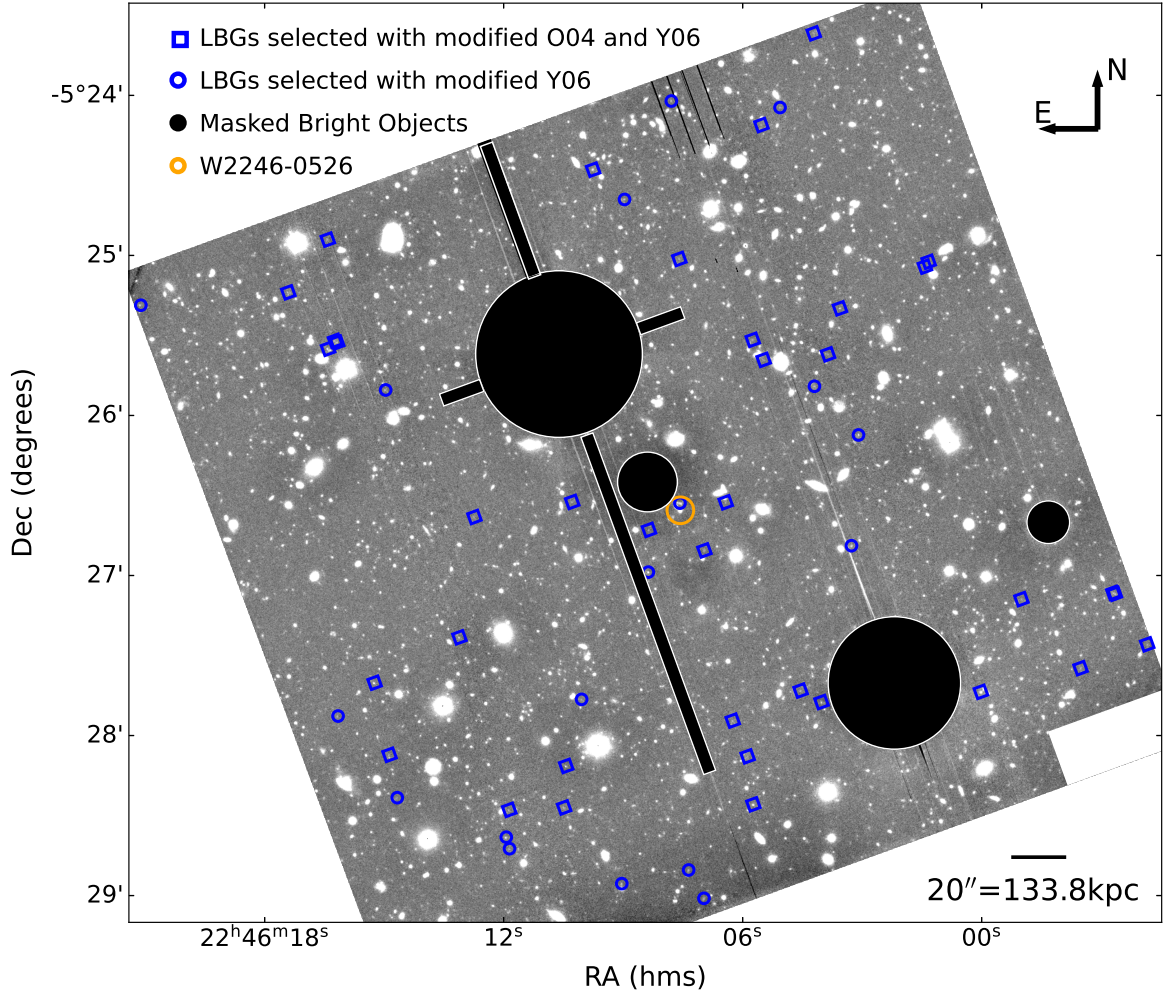 LBGs selected with modified O04 and Y06
LBGs selected with modified Y06
Masked Bright Objects
W2246-0526
N
E
-5°24'
25'
26'
27'
28'
29'
Dec (degrees)
20″=133.8kpc
22ʰ46ᵐ18ˢ
12ˢ
06ˢ
00ˢ
RA (hms)